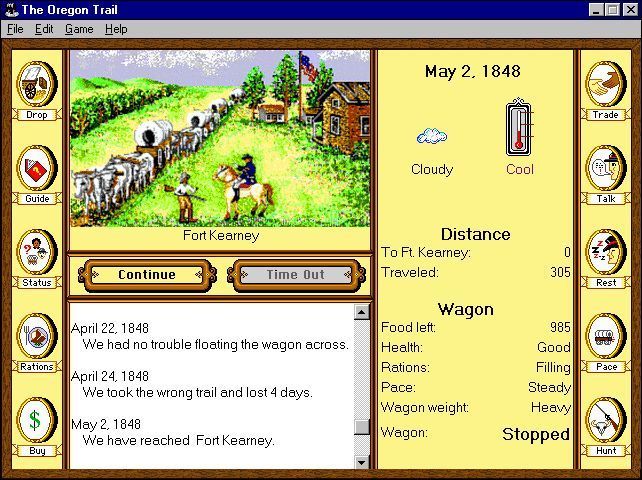 The Oregon Trail
File Edit Game Help
Drop
Guide
Status
Rations
$
Buy
Fort Kearney
Continue
Time Out
April 22, 1848
We had no trouble floating the wagon across.
April 24, 1848
We took the wrong trail and lost 4 days.
May 2, 1848
We have reached Fort Kearney.
May 2, 1848
Cloudy
Cool
Distance
To Ft. Kearney: 0
Traveled: 305
Wagon
Food left: 985
Health: Good
Rations: Filling
Pace: Steady
Wagon weight: Heavy
Wagon: Stopped
Trade
Talk
Rest
Pace
Hunt